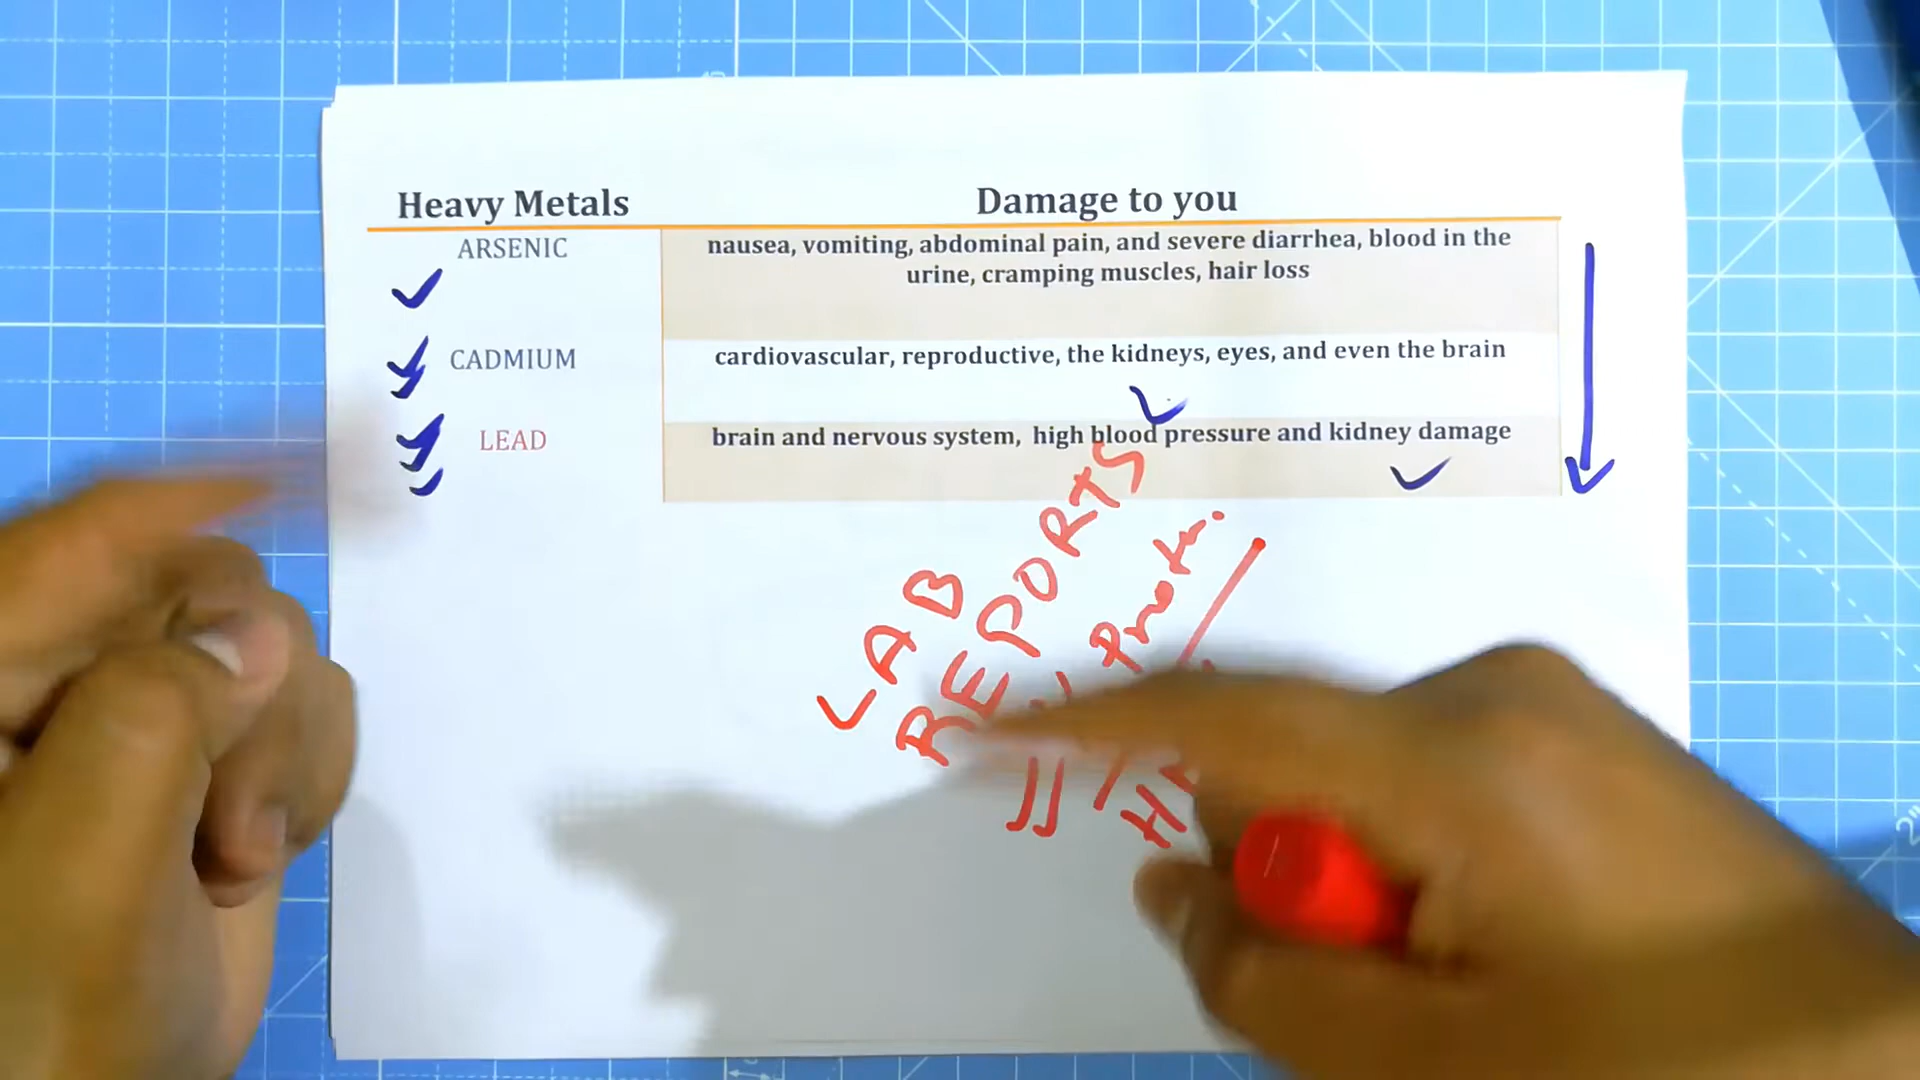 Heavy Metals Damage to you
ARSENIC nausea, vomiting, abdominal pain, and severe diarrhea, blood in the
urine, cramping muscles, hair loss
CADMIUM cardiovascular, reproductive, the kidneys, eyes, and even the brain
LEAD brain and nervous system, high blood pressure and kidney damage
LAB
REPORTS